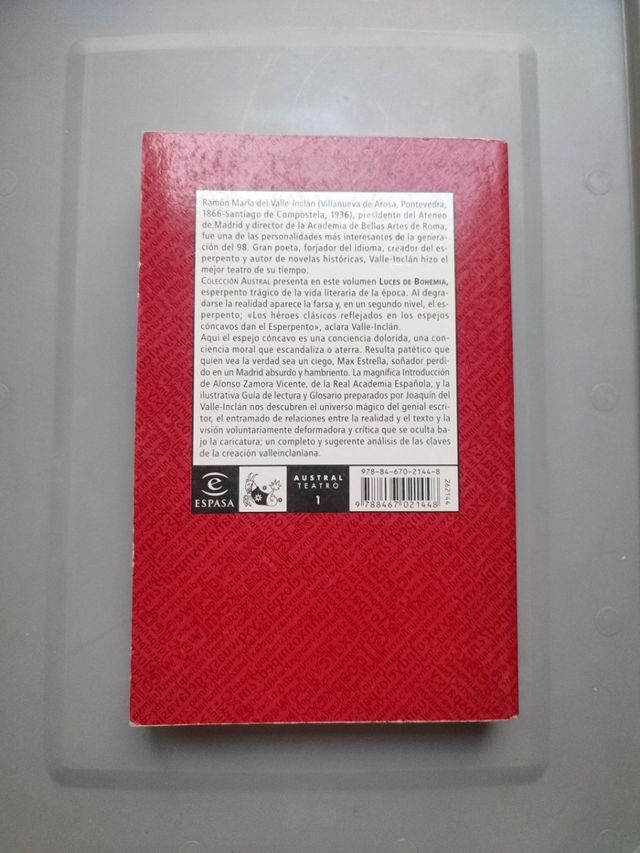 Ramón María del Valle-Inclán (Villanueva de Arosa, Pontevedra,
1866-Santiago de Compostela, 1936), presidente del Ateneo
de Madrid y director de la Academia de Bellas Artes de Roma,
fue una de las personalidades más interesantes de la genera-
ción del 98. Gran poeta, forjador del idioma, creador del es-
perpento y autor de novelas históricas, Valle-Inclán hizo el
mejor teatro de su tiempo.
COLECCIÓN AUSTRAL presenta en este volumen LUCES DE BOHEMIA,
esperpento trágico de la vida literaria de la época. Al degra-
darse la realidad aparece la farsa y, en un segundo nivel, el es-
perpento; «Los héroes clásicos reflejados en los espejos
cóncavos dan el Esperpento», aclara Valle-Inclán.
Aquí el espejo cóncavo es una conciencia dolorida, una con-
ciencia moral que escandaliza o aterra. Resulta patético que
quien vea la verdad sea un ciego, Max Estrella, soñador perdi-
do en un Madrid absurdo y hambriento. La magnífica Introducción
de Alonso Zamora Vicente, de la Real Academia Española, y
la ilustrativa Guía de lectura y Glosario preparados por Joaquín del
Valle-Inclán nos descubren el universo mágico del genial escri-
tor, el entramado de relaciones entre la realidad y el texto y la
visión voluntariamente deformadora y crítica que se oculta ba-
jo la caricatura; un completo y sugerente análisis de las claves
de la creación valleinclaniana.
ESPASA
AUSTRAL
TEATRO
1
978-84-670-2144-8
262144
9 788467 021448